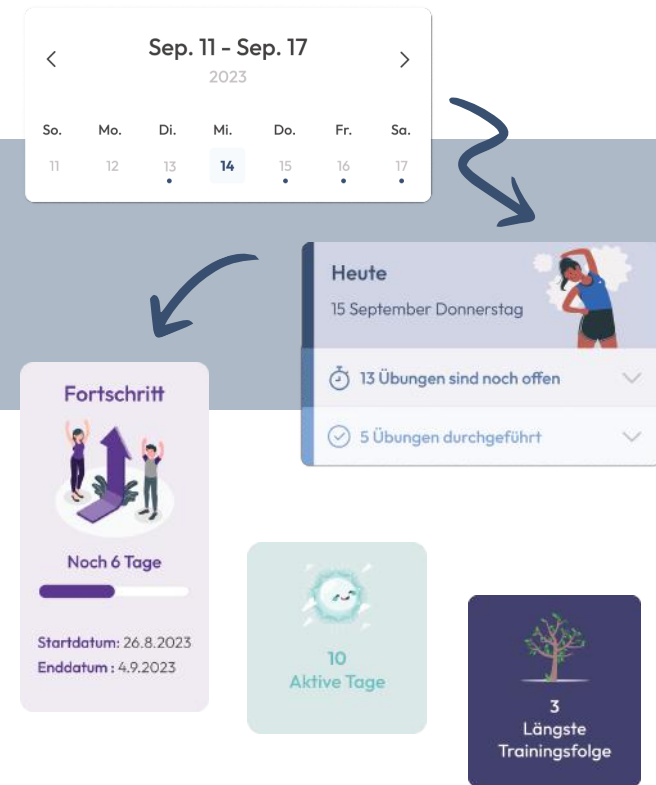 Sep. 11 - Sep. 17
2023
So. Mo. Di. Mi. Do. Fr. Sa.
11 12 13 14 15 16 17
Heute
15 September Donnerstag
13 Übungen sind noch offen
5 Übungen durchgeführt
Fortschritt
Noch 6 Tage
Startdatum: 26.8.2023
Enddatum : 4.9.2023
10
Aktive Tage
3
Längste
Trainingsfolge